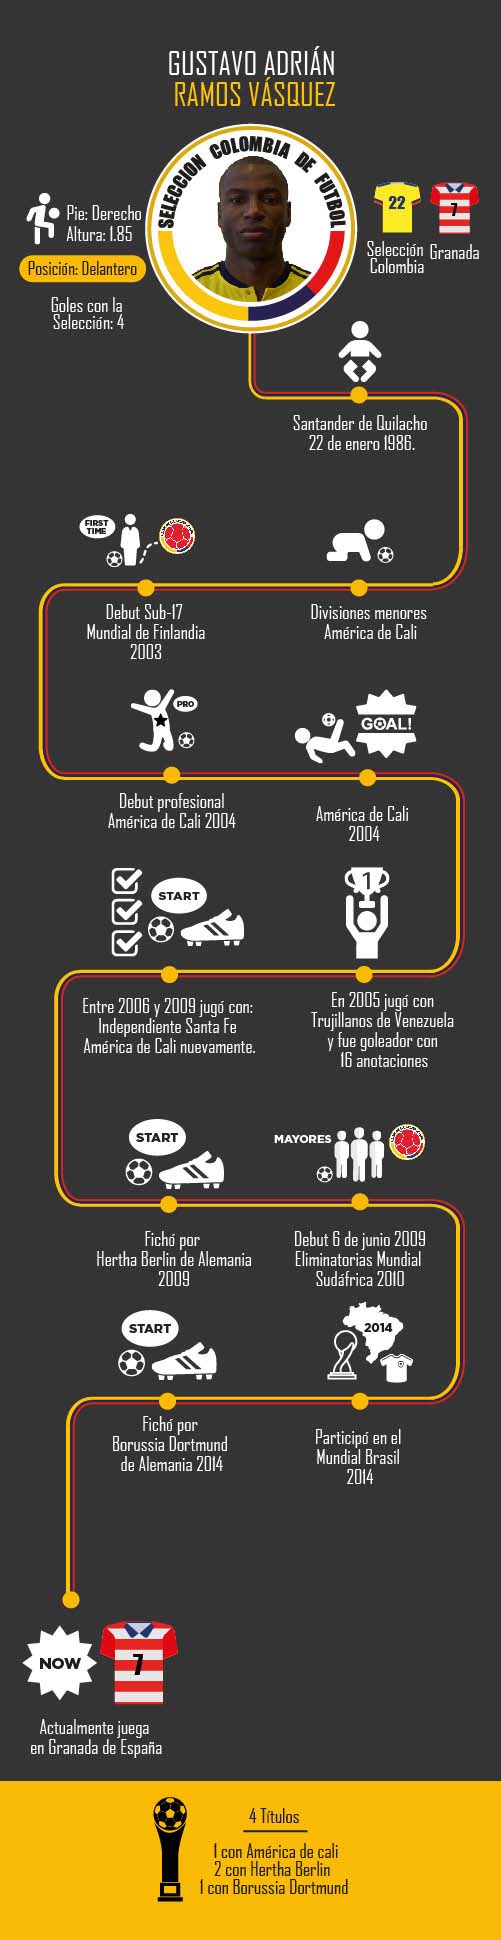 GUSTAVO ADRIÁN
RAMOS VÁSQUEZ
SELECCION COLOMBIA DE FUTBOL
Pie: Derecho
Altura: 1.85
Posición: Delantero
Goles con la
Selección: 4
22
7
Selección
Colombia
Granada
Santander de Quilacho
22 de enero 1986.
FIRST
TIME
Debut Sub-17
Mundial de Finlandia
2003
Divisiones menores
América de Cali
PRO
GOAL!
Debut profesional
América de Cali 2004
América de Cali
2004
START
1
Entre 2006 y 2009 jugó con:
Independiente Santa Fe
América de Cali nuevamente.
En 2005 jugó con
Trujillanos de Venezuela
y fue goleador con
16 anotaciones
START
MAYORES
Fichó por
Hertha Berlin de Alemania
2009
Debut 6 de junio 2009
Eliminatorias Mundial
Sudáfrica 2010
START
2014
Fichó por
Borussia Dortmund
de Alemania 2014
Participó en el
Mundial Brasil
2014
NOW
7
Actualmente juega
en Granada de España
4 Títulos
1 con América de cali
2 con Hertha Berlin
1 con Borussia Dortmund